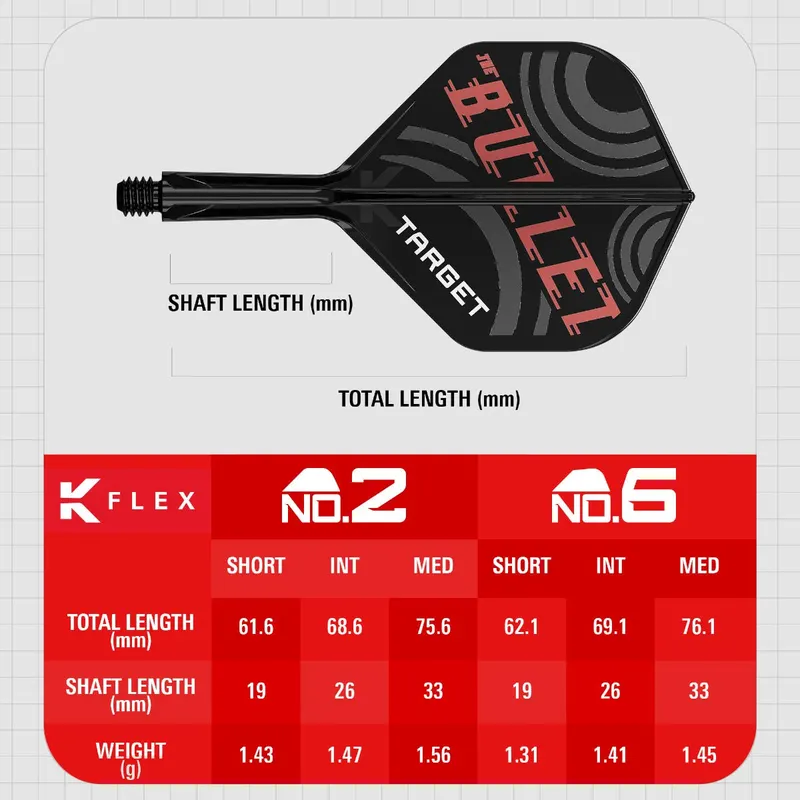 THE
BULLET
K
TARGET
SHAFT LENGTH (mm)
TOTAL LENGTH (mm)
K FLEX NO.2 NO.6
SHORT INT MED SHORT INT MED
TOTAL LENGTH
(mm)
61.6 68.6 75.6 62.1 69.1 76.1
SHAFT LENGTH
(mm)
19 26 33 19 26 33
WEIGHT
(g)
1.43 1.47 1.56 1.31 1.41 1.45